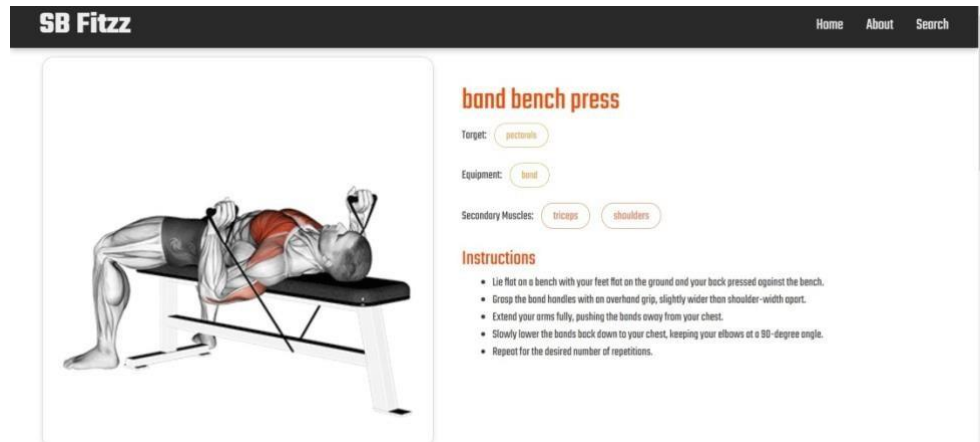 SB Fitzz
Home About Search
band bench press
Target: pectorals
Equipment: band
Secondary Muscles: triceps shoulders
Instructions
• Lie flat on a bench with your feet flat on the ground and your back pressed against the bench.
• Grasp the band handles with an overhand grip, slightly wider than shoulder-width apart.
• Extend your arms fully, pushing the bands away from your chest.
• Slowly lower the bands back down to your chest, keeping your elbows at a 90-degree angle.
• Repeat for the desired number of repetitions.